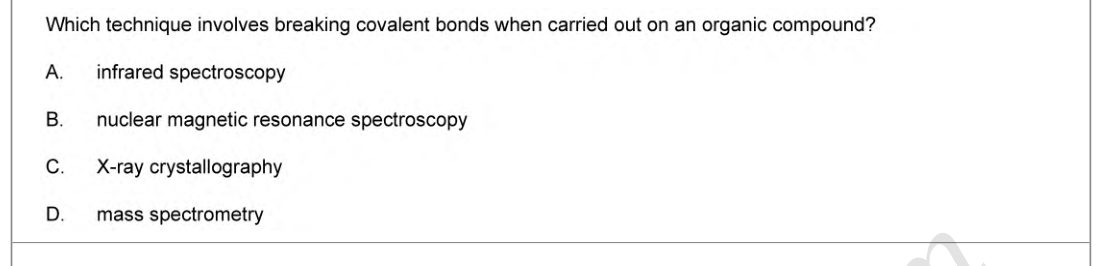 Which technique involves breaking covalent bonds when carried out on an organic compound?
A. infrared spectroscopy
B. nuclear magnetic resonance spectroscopy
C. X-ray crystallography
D. mass spectrometry